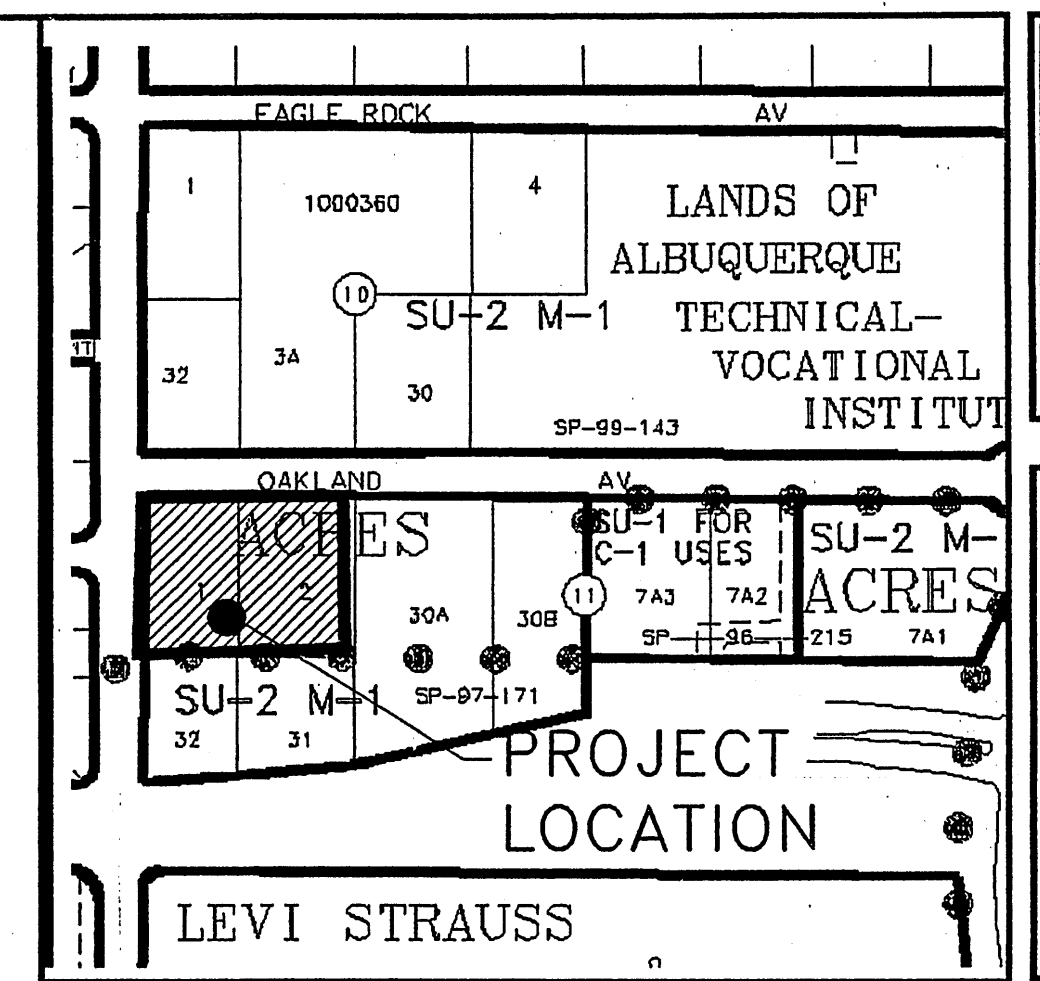 EAGLE ROCK AV
1
1000360
4
LANDS OF
ALBUQUERQUE
TECHNICAL-
VOCATIONAL
INSTITUT
10
SU-2 M-1
32
3A
30
SP-99-143
OAKLAND AV
ACRES
SU-1 FOR
C-1 USES
SU-2 M-
ACRES
1
2
30A
30B
11
7A3
7A2
SP-96-215
7A1
SU-2 M-1
SP-97-171
32
31
PROJECT
LOCATION
LEVI STRAUSS